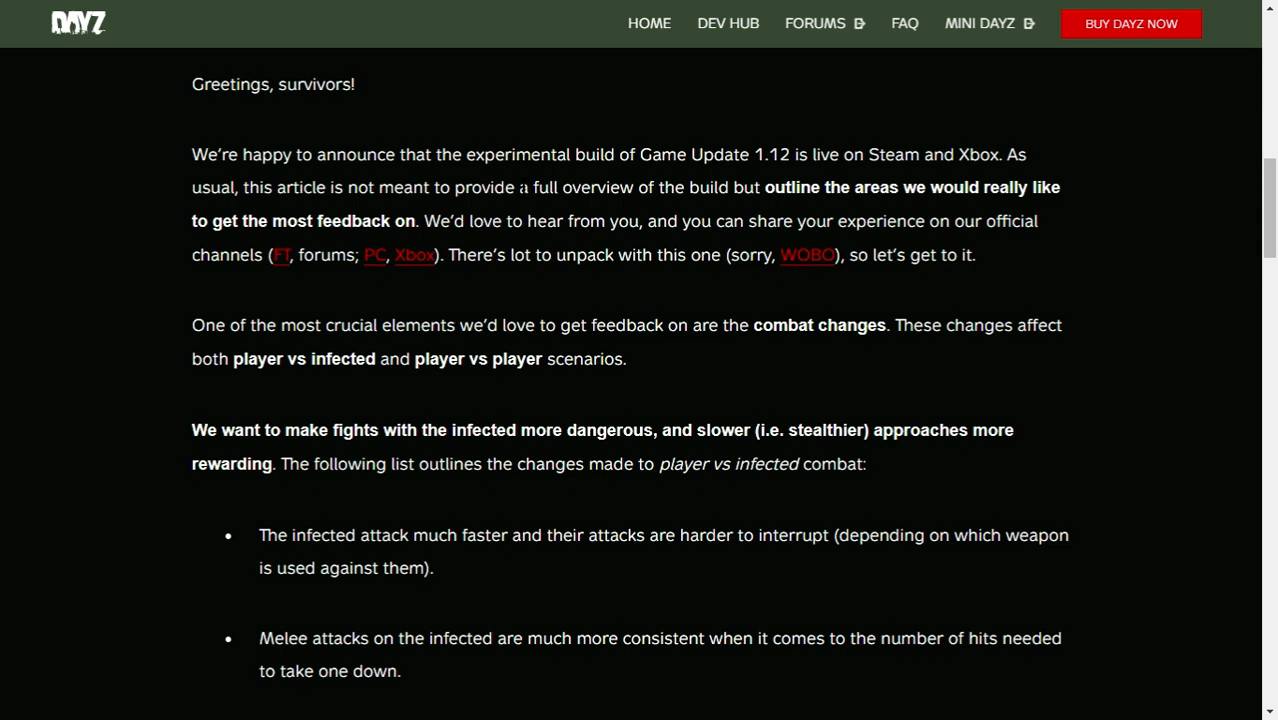 DAYZ
HOME DEV HUB FORUMS FAQ MINI DAYZ BUY DAYZ NOW
Greetings, survivors!
We're happy to announce that the experimental build of Game Update 1.12 is live on Steam and Xbox. As
usual, this article is not meant to provide a full overview of the build but outline the areas we would really like
to get the most feedback on. We'd love to hear from you, and you can share your experience on our official
channels (FT, forums; PC, Xbox). There's lot to unpack with this one (sorry, WOBO), so let's get to it.
One of the most crucial elements we'd love to get feedback on are the combat changes. These changes affect
both player vs infected and player vs player scenarios.
We want to make fights with the infected more dangerous, and slower (i.e. stealthier) approaches more
rewarding. The following list outlines the changes made to player vs infected combat:
• The infected attack much faster and their attacks are harder to interrupt (depending on which weapon
is used against them).
• Melee attacks on the infected are much more consistent when it comes to the number of hits needed
to take one down.